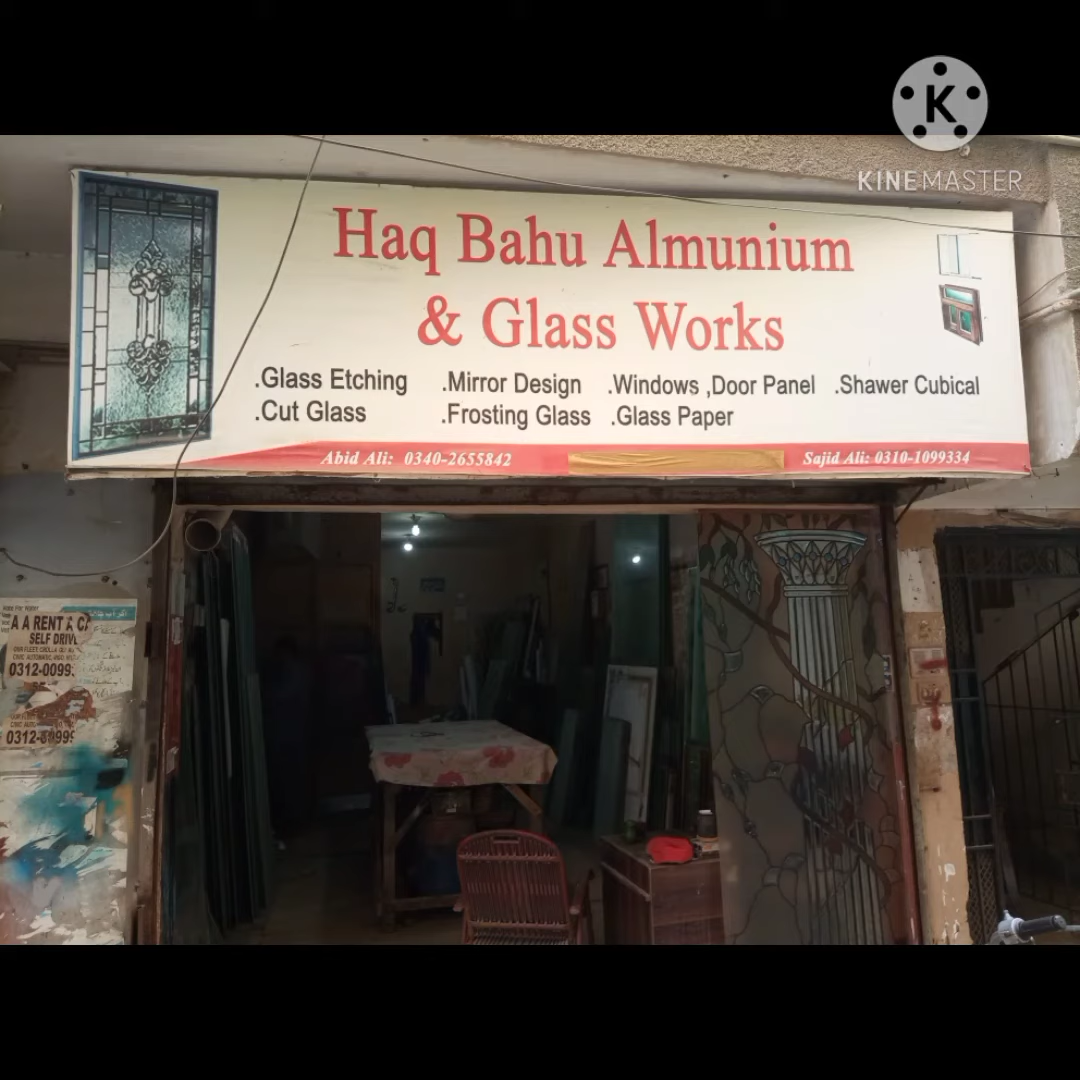 K
KINEMASTER
Haq Bahu Almunium
& Glass Works
.Glass Etching .Mirror Design .Windows ,Door Panel .Shawer Cubical
.Cut Glass .Frosting Glass .Glass Paper
Abid Ali: 0340-2655842 Sajid Ali: 0310-1099334
A A RENT A
SELF DRIVE
0312-0099
0312-